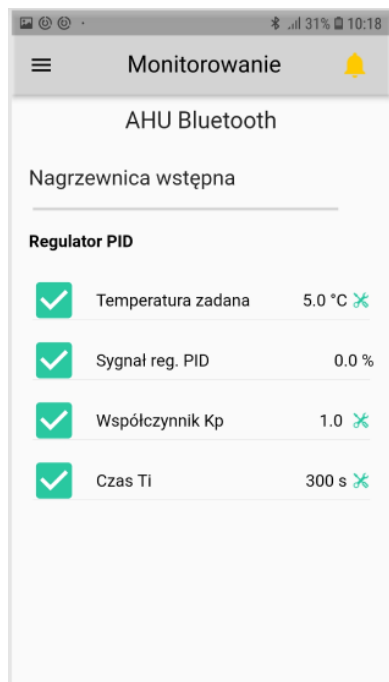 31% 10:18
Monitorowanie
AHU Bluetooth
Nagrzewnica wstępna
Regulator PID
Temperatura zadana 5.0 °C
Sygnał reg. PID 0.0 %
Współczynnik Kp 1.0
Czas Ti 300 s